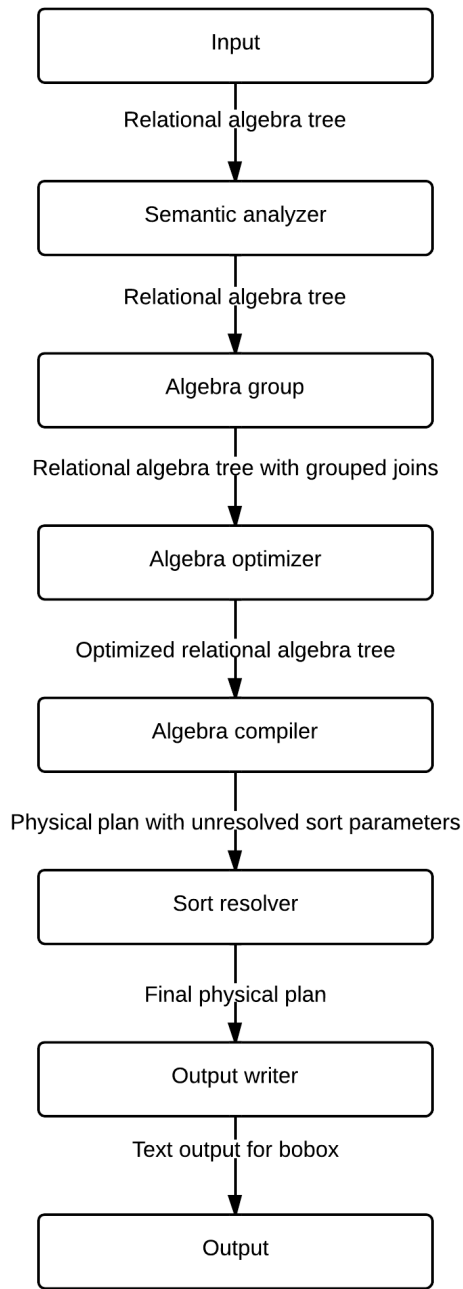 Input
Relational algebra tree
Semantic analyzer
Relational algebra tree
Algebra group
Relational algebra tree with grouped joins
Algebra optimizer
Optimized relational algebra tree
Algebra compiler
Physical plan with unresolved sort parameters
Sort resolver
Final physical plan
Output writer
Text output for bobox
Output